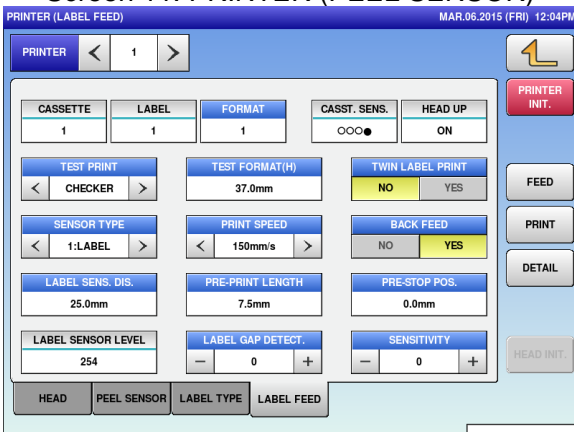 Screen 11: PRINTER (PEEL SENSOR)
PRINTER (LABEL FEED) MAR.06.2015 (FRI) 12:04PM
PRINTER < 1 >
PRINTER INIT.
CASSETTE LABEL FORMAT CASST. SENS. HEAD UP
1 1 1 ○○○● ON
TEST PRINT TEST FORMAT(H) TWIN LABEL PRINT
< CHECKER > 37.0mm NO YES FEED
SENSOR TYPE PRINT SPEED BACK FEED
< 1:LABEL > < 150mm/s > NO YES PRINT
LABEL SENS. DIS. PRE-PRINT LENGTH PRE-STOP POS. DETAIL
25.0mm 7.5mm 0.0mm
LABEL SENSOR LEVEL LABEL GAP DETECT. SENSITIVITY
254 － 0 + － 0 + HEAD INIT.
HEAD PEEL SENSOR LABEL TYPE LABEL FEED